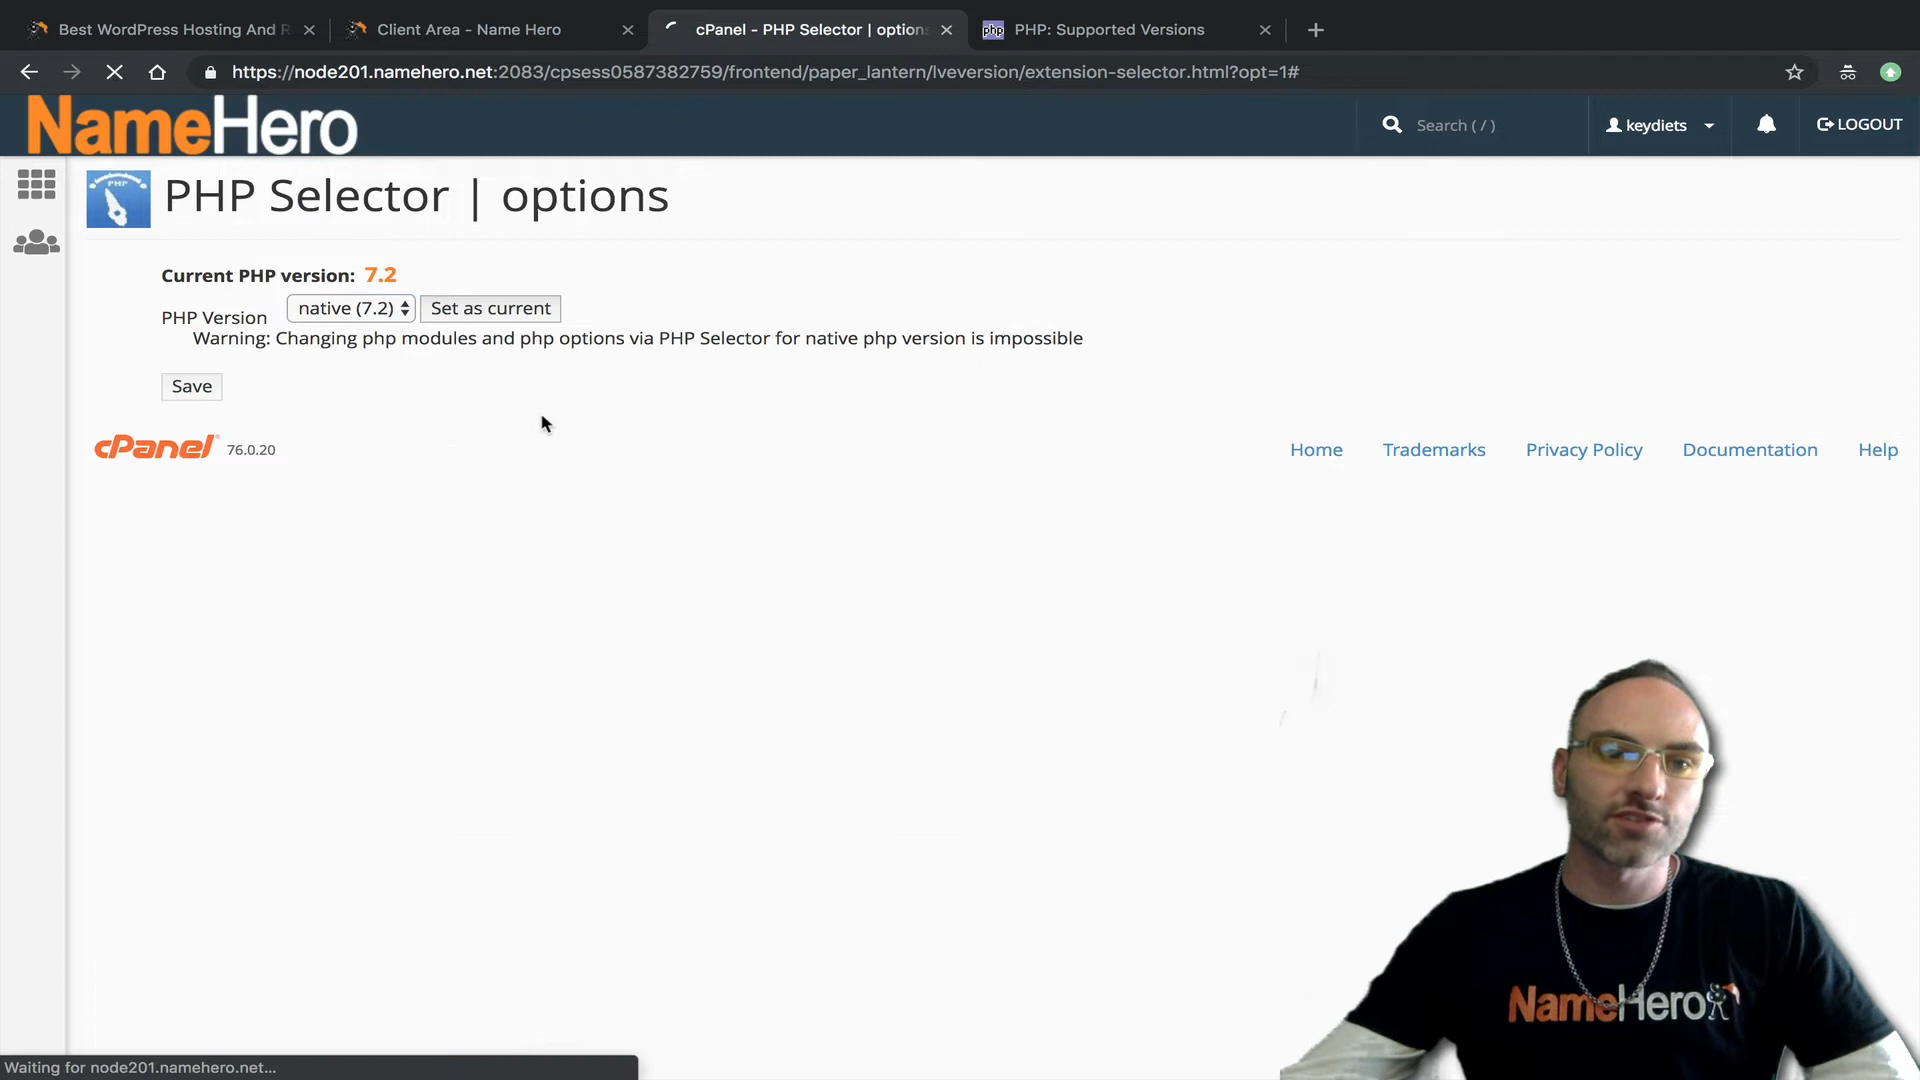 Best WordPress Hosting And R
Client Area - Name Hero
cPanel - PHP Selector | option
php
PHP: Supported Versions
https://node201.namehero.net:2083/cpsess0587382759/frontend/paper_lantern/lveversion/extension-selector.html?opt=1#
NameHero
Search ( / )
keydiets
LOGOUT
PHP
PHP Selector | options
Current PHP version: 7.2
PHP Version
native (7.2)
Set as current
Warning: Changing php modules and php options via PHP Selector for native php version is impossible
Save
cPanel 76.0.20
Home
Trademarks
Privacy Policy
Documentation
Help
NameHero
Waiting for node201.namehero.net...